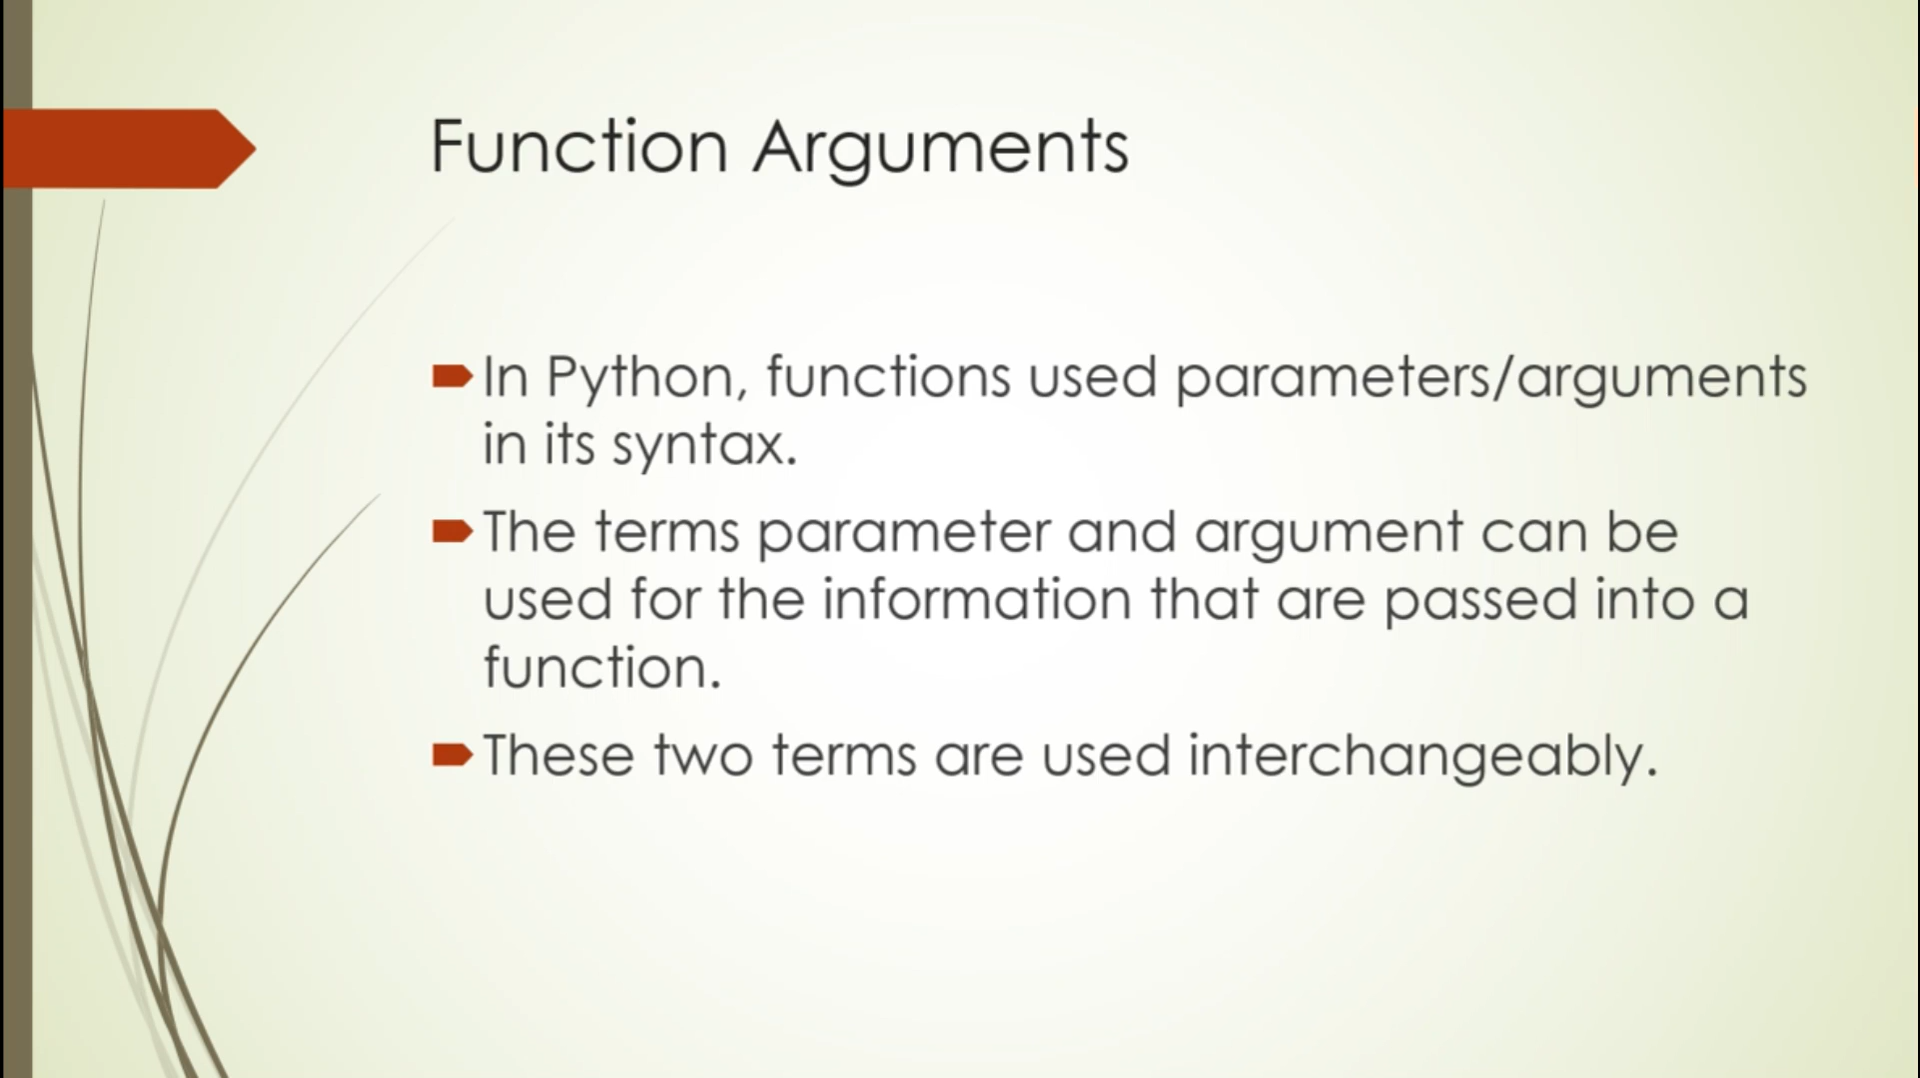 Function Arguments
In Python, functions used parameters/arguments
in its syntax.
The terms parameter and argument can be
used for the information that are passed into a
function.
These two terms are used interchangeably.